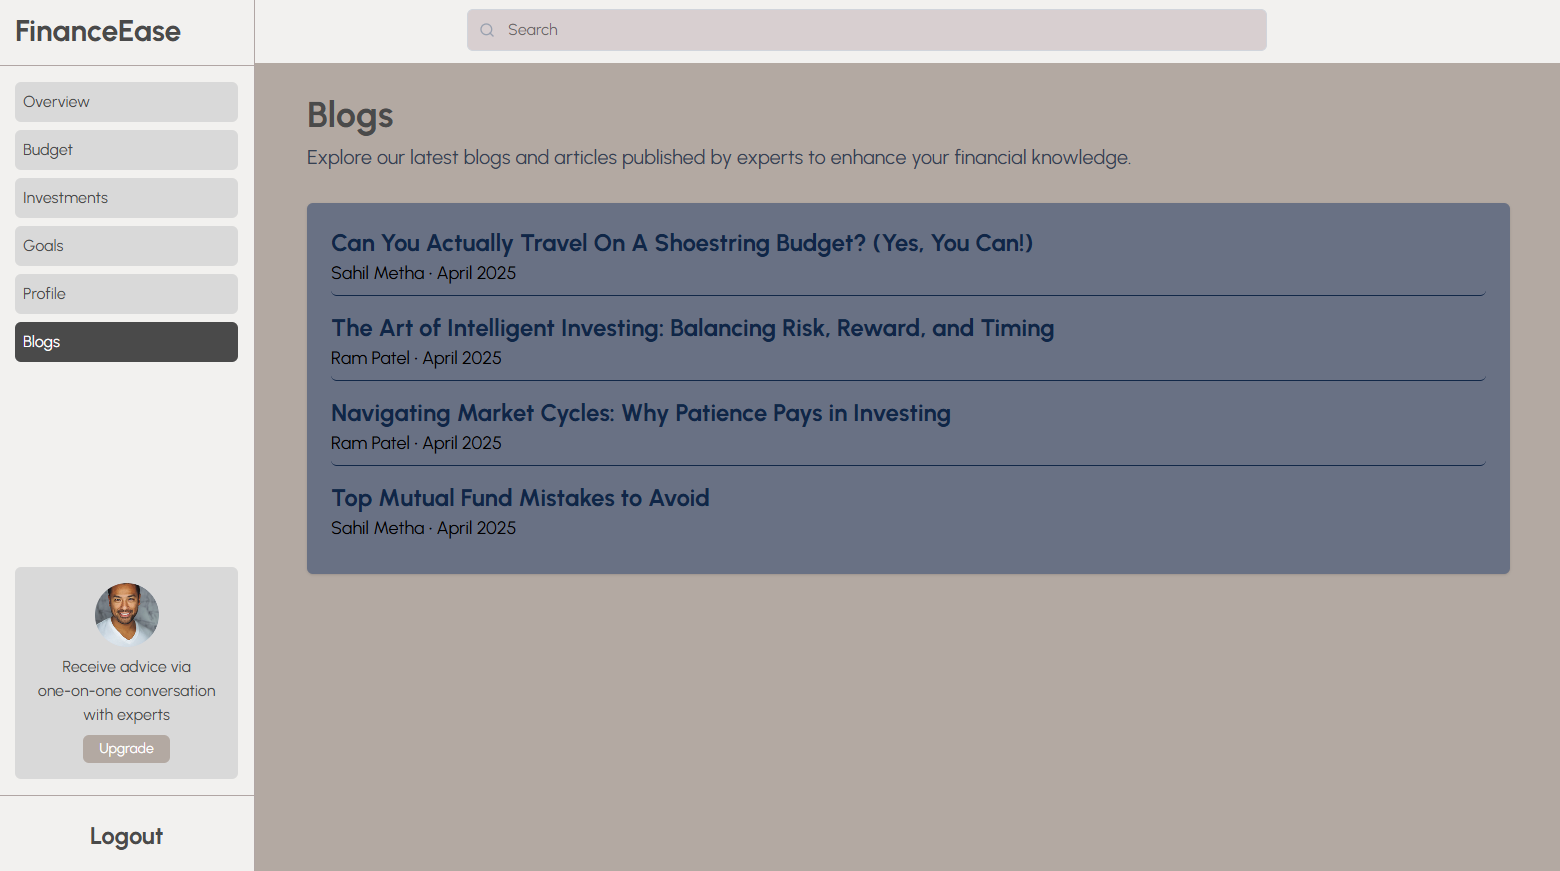 FinanceEase
Search
Overview
Budget
Investments
Goals
Profile
Blogs
Receive advice via
one-on-one conversation
with experts
Upgrade
Logout
Blogs
Explore our latest blogs and articles published by experts to enhance your financial knowledge.
Can You Actually Travel On A Shoestring Budget? (Yes, You Can!)
Sahil Metha · April 2025
The Art of Intelligent Investing: Balancing Risk, Reward, and Timing
Ram Patel · April 2025
Navigating Market Cycles: Why Patience Pays in Investing
Ram Patel · April 2025
Top Mutual Fund Mistakes to Avoid
Sahil Metha · April 2025